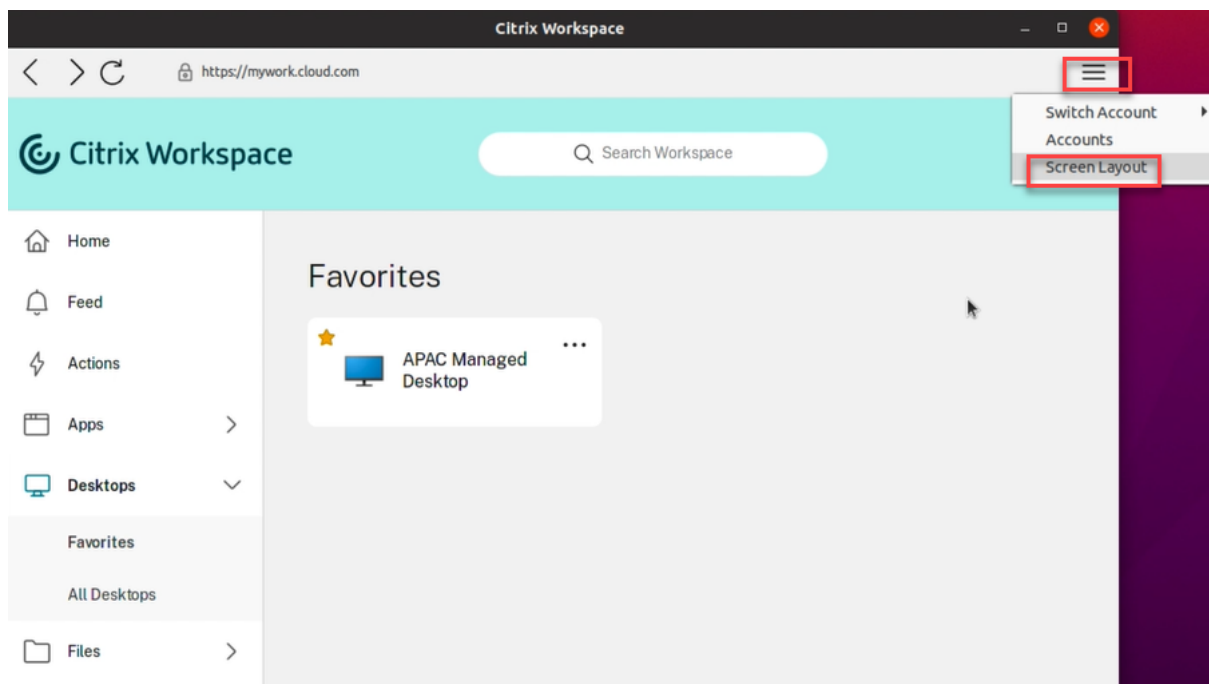 Citrix Workspace
https://mywork.cloud.com
Switch Account
Accounts
Screen Layout
Citrix Workspace
Search Workspace
Home
Feed
Actions
Apps
Desktops
Favorites
All Desktops
Files
Favorites
APAC Managed
Desktop